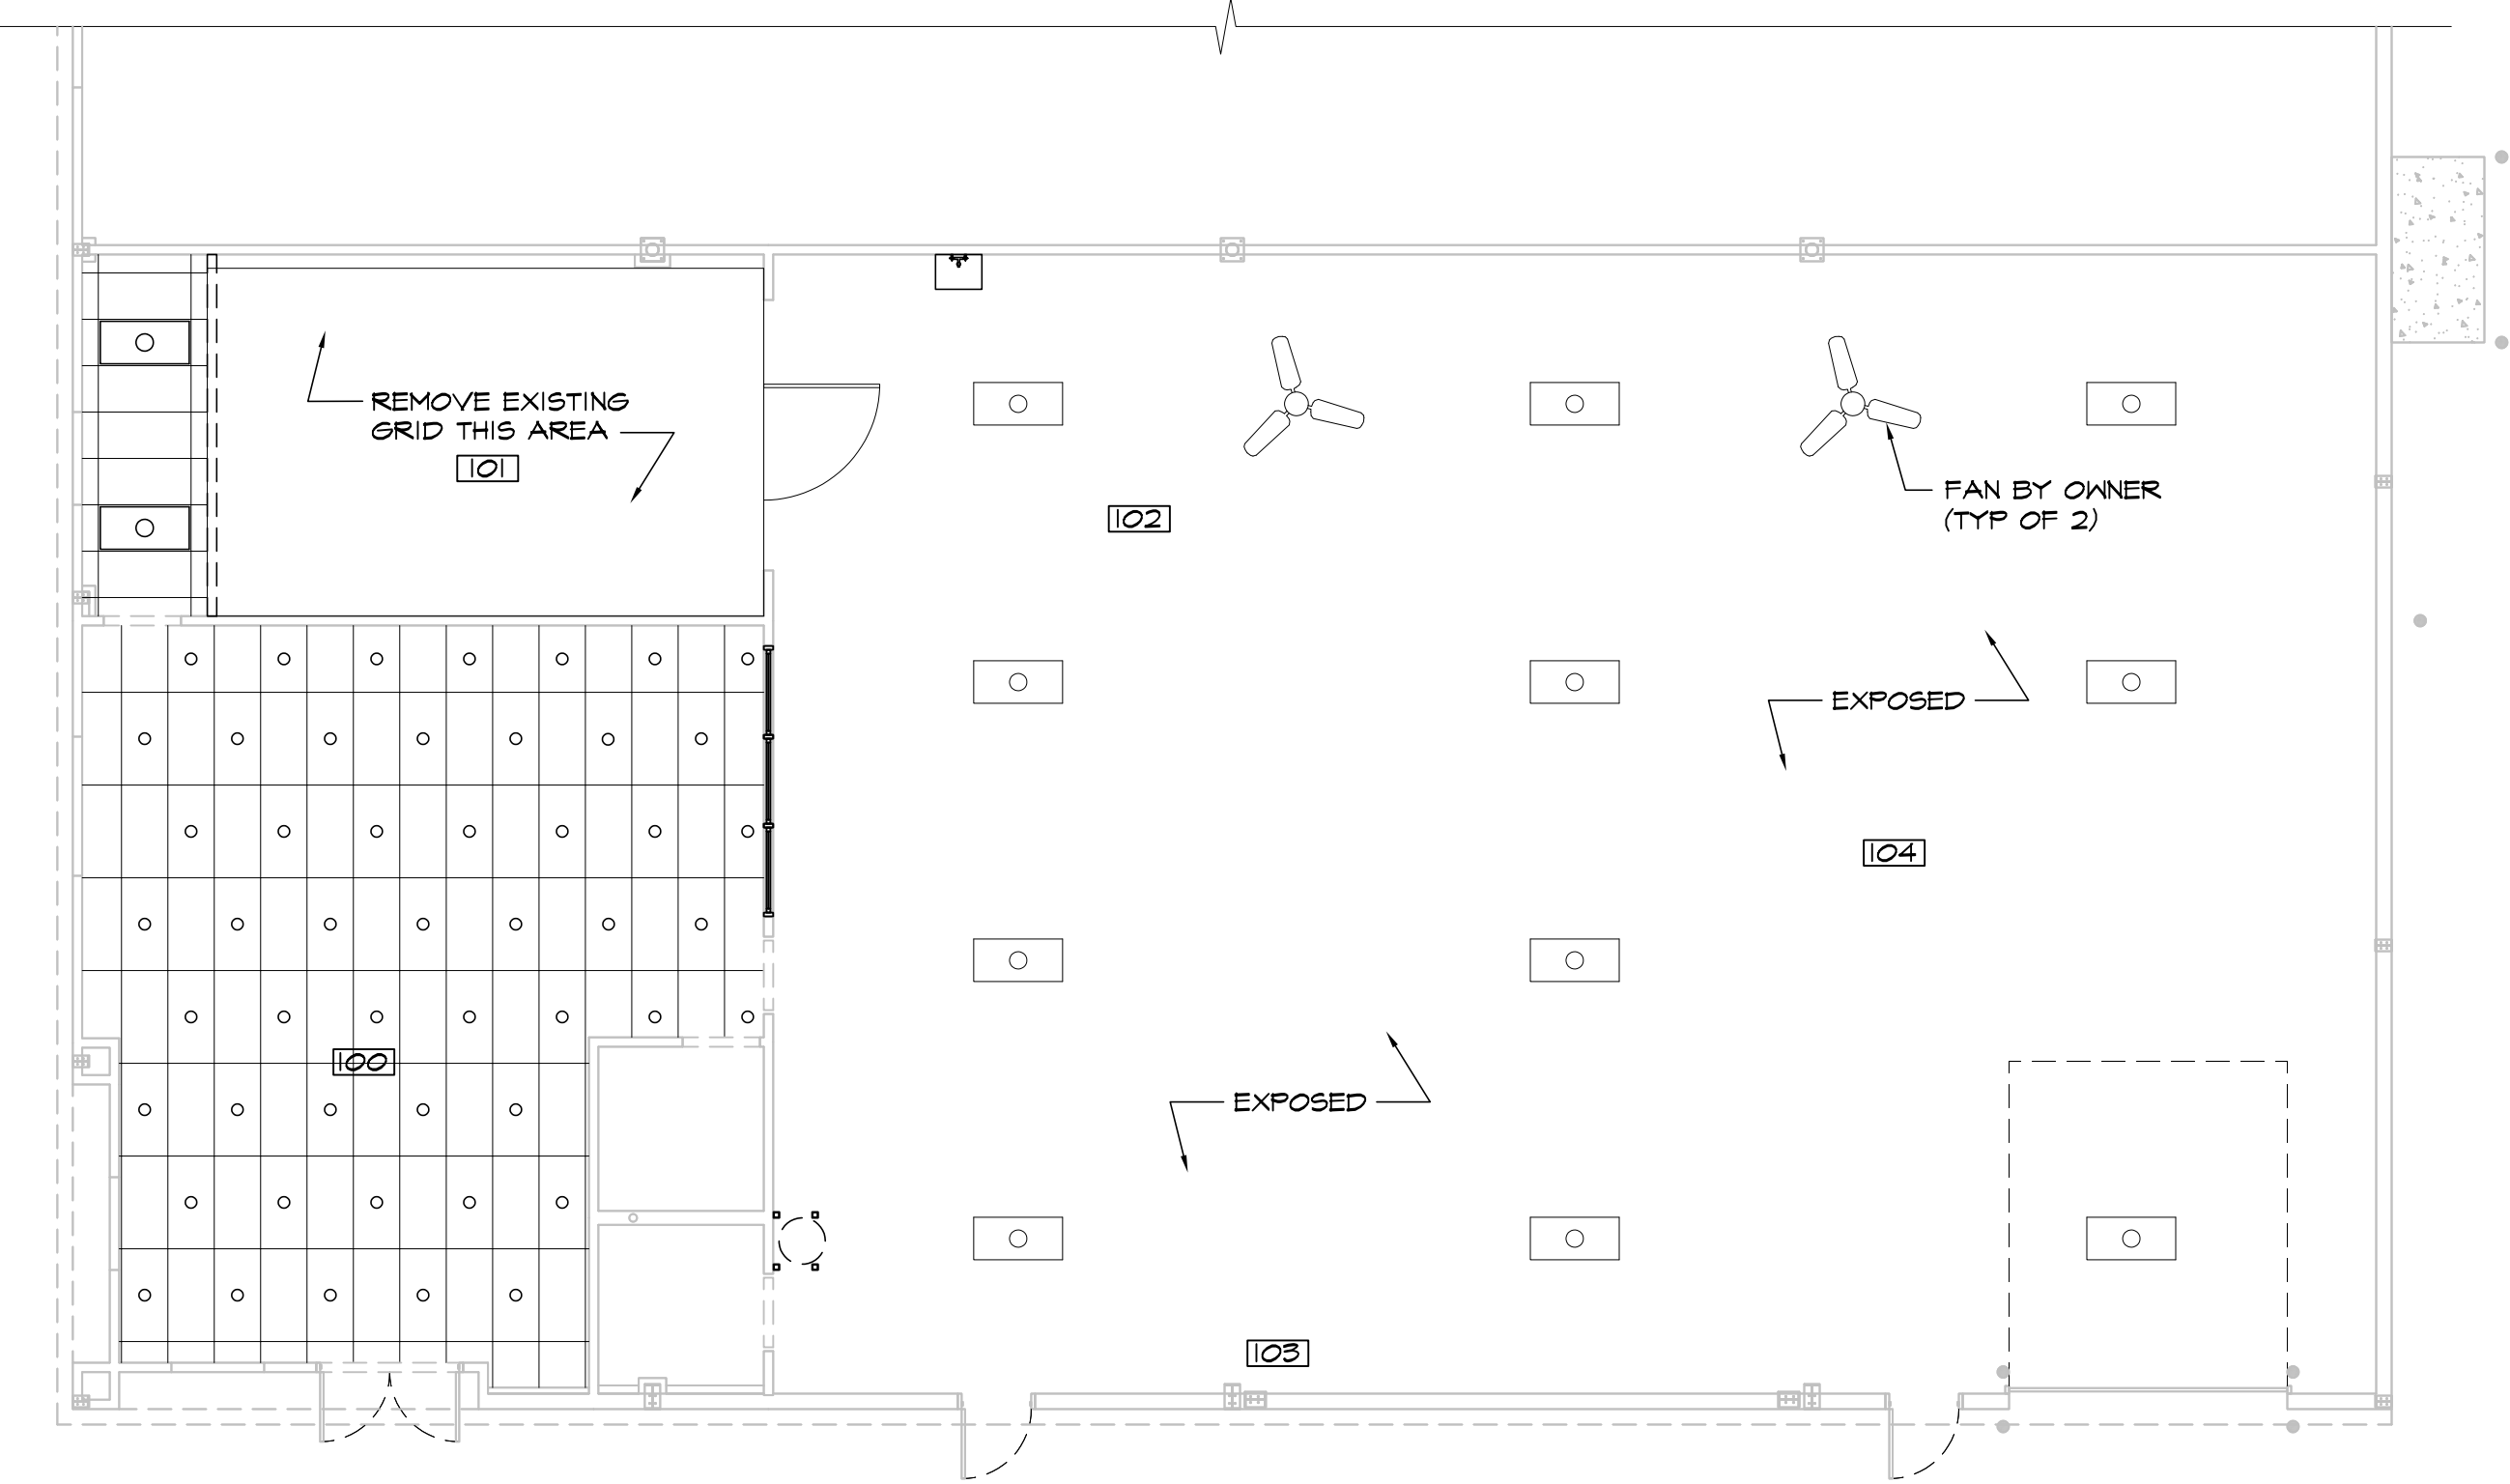 REMOVE EXISTING
GRID THIS AREA
101
102
FAN BY OWNER
(TYP OF 2)
EXPOSED
104
100
EXPOSED
103